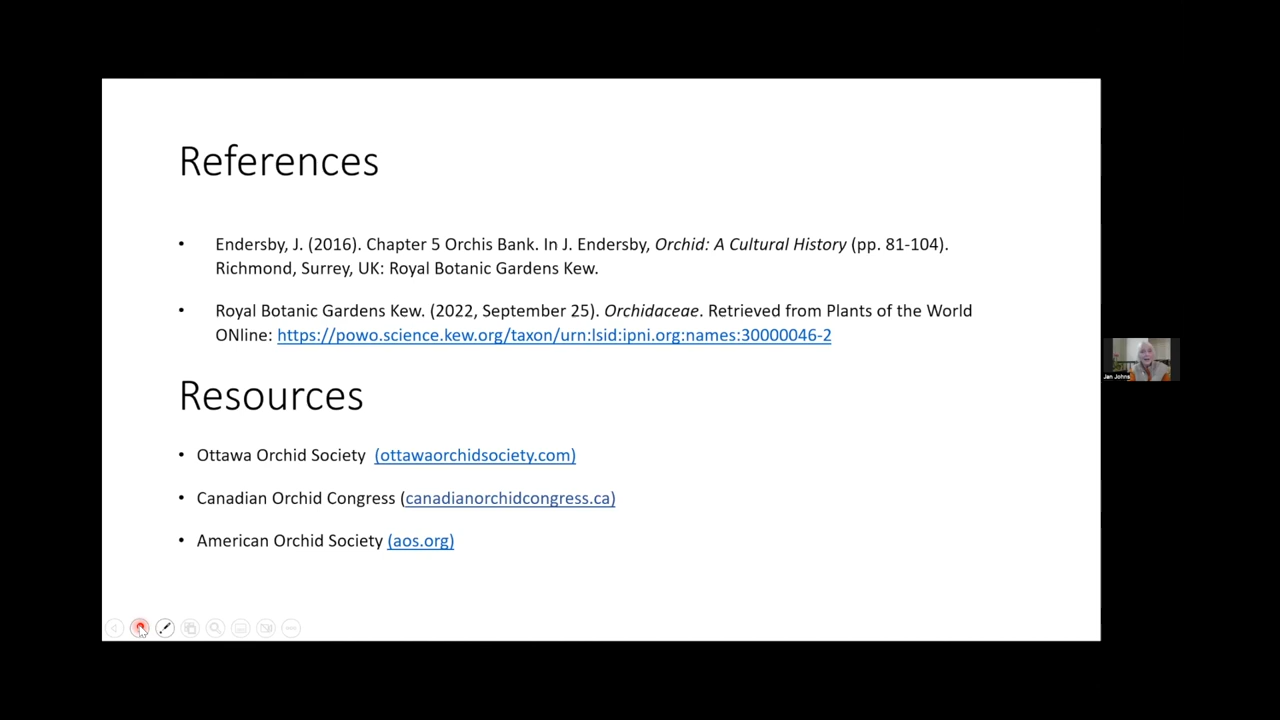 References
• Endersby, J. (2016). Chapter 5 Orchis Bank. In J. Endersby, Orchid: A Cultural History (pp. 81-104).
Richmond, Surrey, UK: Royal Botanic Gardens Kew.
• Royal Botanic Gardens Kew. (2022, September 25). Orchidaceae. Retrieved from Plants of the World
ONline: https://powo.science.kew.org/taxon/urn:lsid:ipni.org:names:30000046-2
Resources
• Ottawa Orchid Society (ottawaorchidsociety.com)
• Canadian Orchid Congress (canadianorchidcongress.ca)
• American Orchid Society (aos.org)
Jan Johns